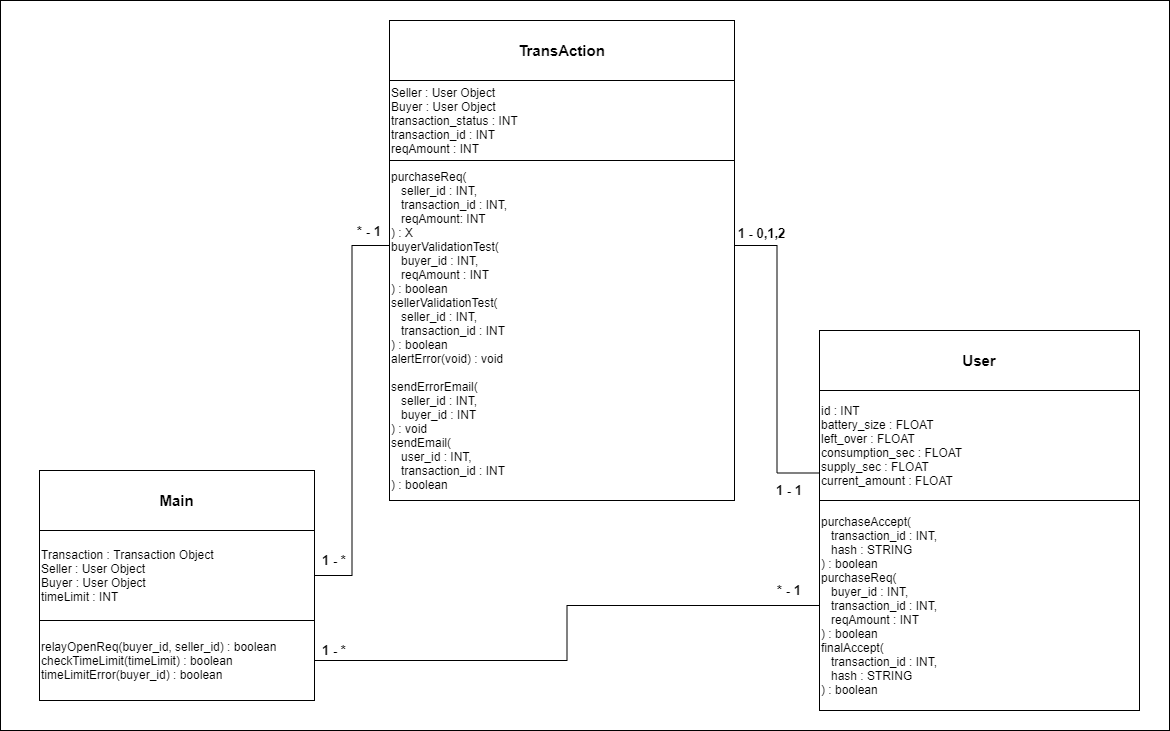 TransAction
Seller : User Object
Buyer : User Object
transaction_status : INT
transaction_id : INT
reqAmount : INT
purchaseReq(
seller_id : INT,
transaction_id : INT,
reqAmount: INT
) : X
buyerValidationTest(
buyer_id : INT,
reqAmount : INT
) : boolean
sellerValidationTest(
seller_id : INT,
transaction_id : INT
) : boolean
alertError(void) : void
sendErrorEmail(
seller_id : INT,
buyer_id : INT
) : void
sendEmail(
user_id : INT,
transaction_id : INT
) : boolean
* - 1
1 - 0,1,2
User
id : INT
battery_size : FLOAT
left_over : FLOAT
consumption_sec : FLOAT
supply_sec : FLOAT
current_amount : FLOAT
purchaseAccept(
transaction_id : INT,
hash : STRING
) : boolean
purchaseReq(
buyer_id : INT,
transaction_id : INT,
reqAmount : INT
) : boolean
finalAccept(
transaction_id : INT,
hash : STRING
) : boolean
1 - 1
* - 1
Main
Transaction : Transaction Object
Seller : User Object
Buyer : User Object
timeLimit : INT
relayOpenReq(buyer_id, seller_id) : boolean
checkTimeLimit(timeLimit) : boolean
timeLimitError(buyer_id) : boolean
1 - *
1 - *